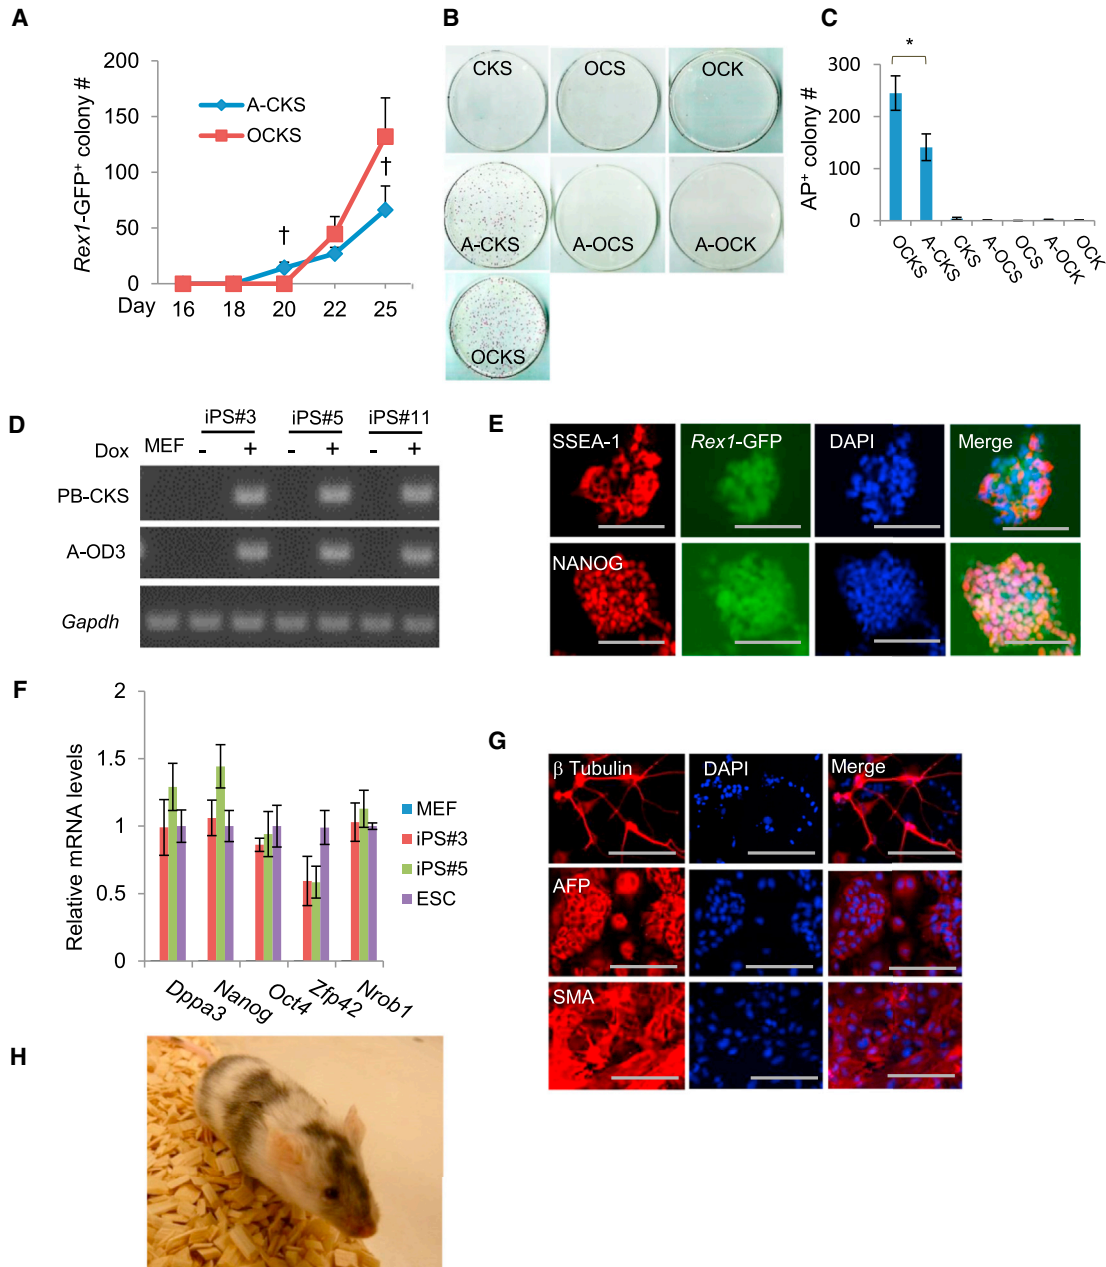 A
Rex1-GFP+ colony #
200
150
100
50
0
A-CKS
OCKS
†
†
Day 16 18 20 22 25
B
CKS OCS OCK
A-CKS A-OCS A-OCK
OCKS
C
AP+ colony #
300
200
100
0
*
OCKS A-CKS CKS A-OCS OCS A-OCK OCK
D
iPS#3 iPS#5 iPS#11
Dox MEF - + - + - +
PB-CKS
A-OD3
Gapdh
E
SSEA-1 Rex1-GFP DAPI Merge
NANOG
F
Relative mRNA levels
2
1.5
1
0.5
0
MEF
iPS#3
iPS#5
ESC
Dppa3 Nanog Oct4 Zfp42 Nrob1
G
β Tubulin DAPI Merge
AFP
SMA
H